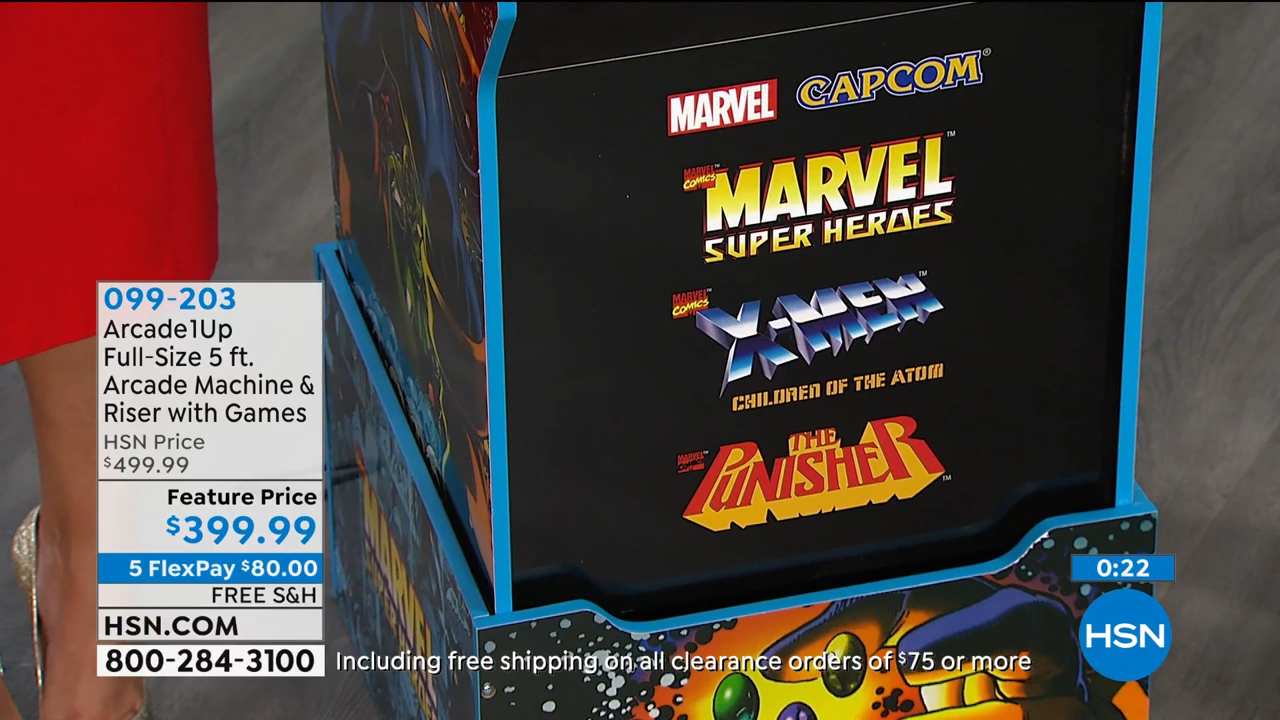 MARVEL CAPCOM®
MARVEL COMICS™
MARVEL™
SUPER HEROES
MARVEL COMICS™
X-MEN™
CHILDREN OF THE ATOM
MARVEL COMICS™
THE
PUNISHER™
099-203
Arcade1Up
Full-Size 5 ft.
Arcade Machine &
Riser with Games
HSN Price
$499.99
Feature Price
$399.99
5 FlexPay $80.00
FREE S&H
HSN.COM
800-284-3100
Including free shipping on all clearance orders of $75 or more
0:22
HSN